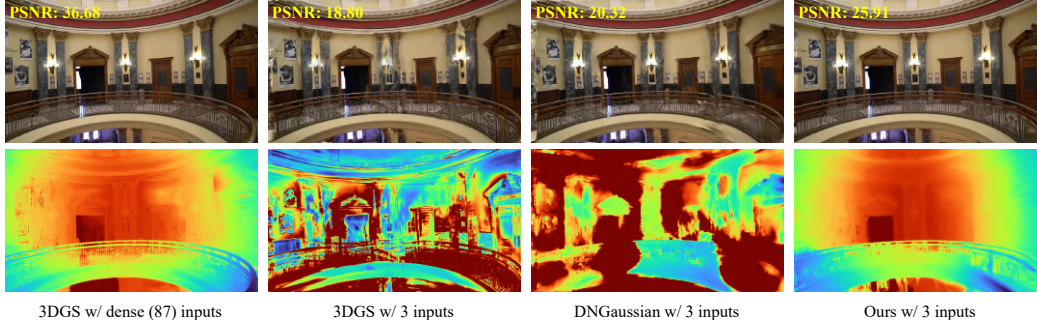 PSNR: 36.68
PSNR: 18.80
PSNR: 20.32
PSNR: 25.91
3DGS w/ dense (87) inputs
3DGS w/ 3 inputs
DNGaussian w/ 3 inputs
Ours w/ 3 inputs